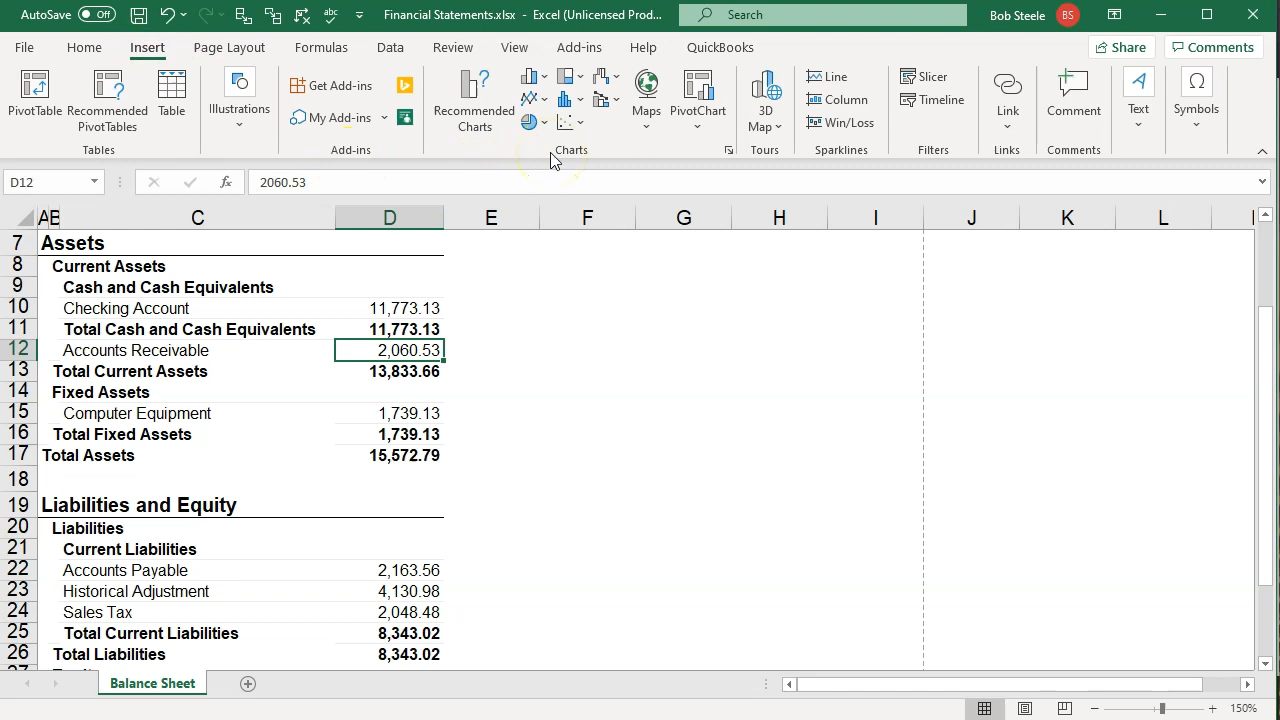 AutoSave Off abc Financial Statements.xlsx - Excel (Unlicensed Prod... Search Bob Steele BS
File Home Insert Page Layout Formulas Data Review View Add-ins Help QuickBooks Share Comments
PivotTable Recommended PivotTables Table Illustrations Get Add-ins My Add-ins Recommended Charts Maps PivotChart 3D Map Line Column Win/Loss Slicer Timeline Link Comment Text Symbols
Tables Add-ins Charts Tours Sparklines Filters Links Comments
D12 fx 2060.53
A B C D E F G H I J K L
7 Assets
8 Current Assets
9 Cash and Cash Equivalents
10 Checking Account 11,773.13
11 Total Cash and Cash Equivalents 11,773.13
12 Accounts Receivable 2,060.53
13 Total Current Assets 13,833.66
14 Fixed Assets
15 Computer Equipment 1,739.13
16 Total Fixed Assets 1,739.13
17 Total Assets 15,572.79
18
19 Liabilities and Equity
20 Liabilities
21 Current Liabilities
22 Accounts Payable 2,163.56
23 Historical Adjustment 4,130.98
24 Sales Tax 2,048.48
25 Total Current Liabilities 8,343.02
26 Total Liabilities 8,343.02
Balance Sheet
150%